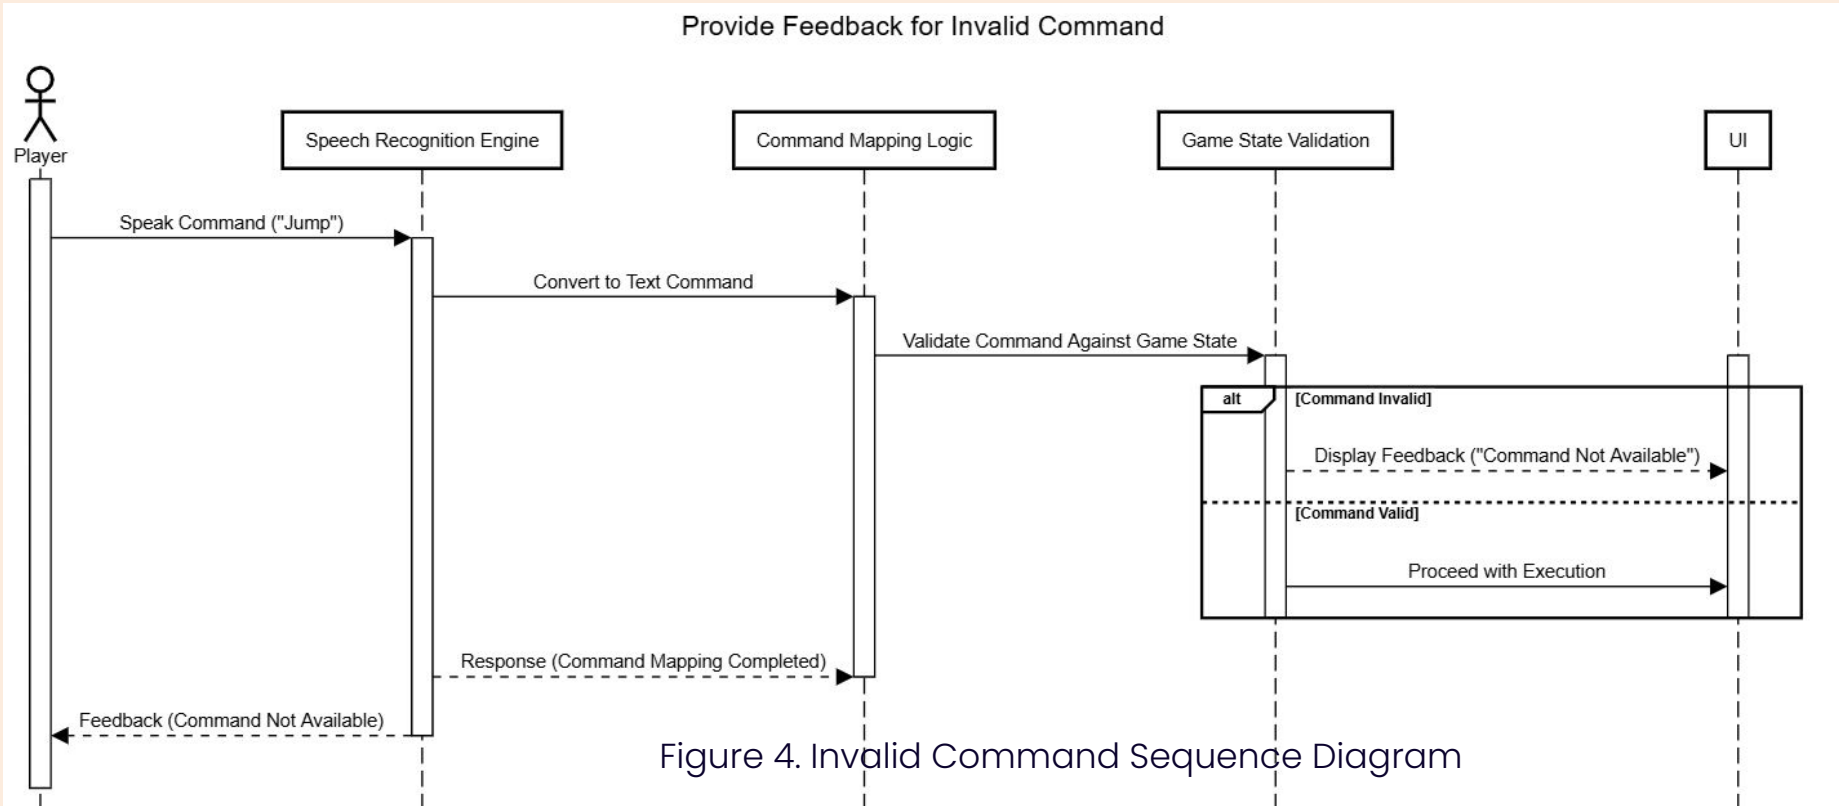 Provide Feedback for Invalid Command
Player
Speech Recognition Engine
Command Mapping Logic
Game State Validation
UI
Speak Command ("Jump")
Convert to Text Command
Validate Command Against Game State
alt
[Command Invalid]
Display Feedback ("Command Not Available")
[Command Valid]
Proceed with Execution
Response (Command Mapping Completed)
Feedback (Command Not Available)
Figure 4. Invalid Command Sequence Diagram